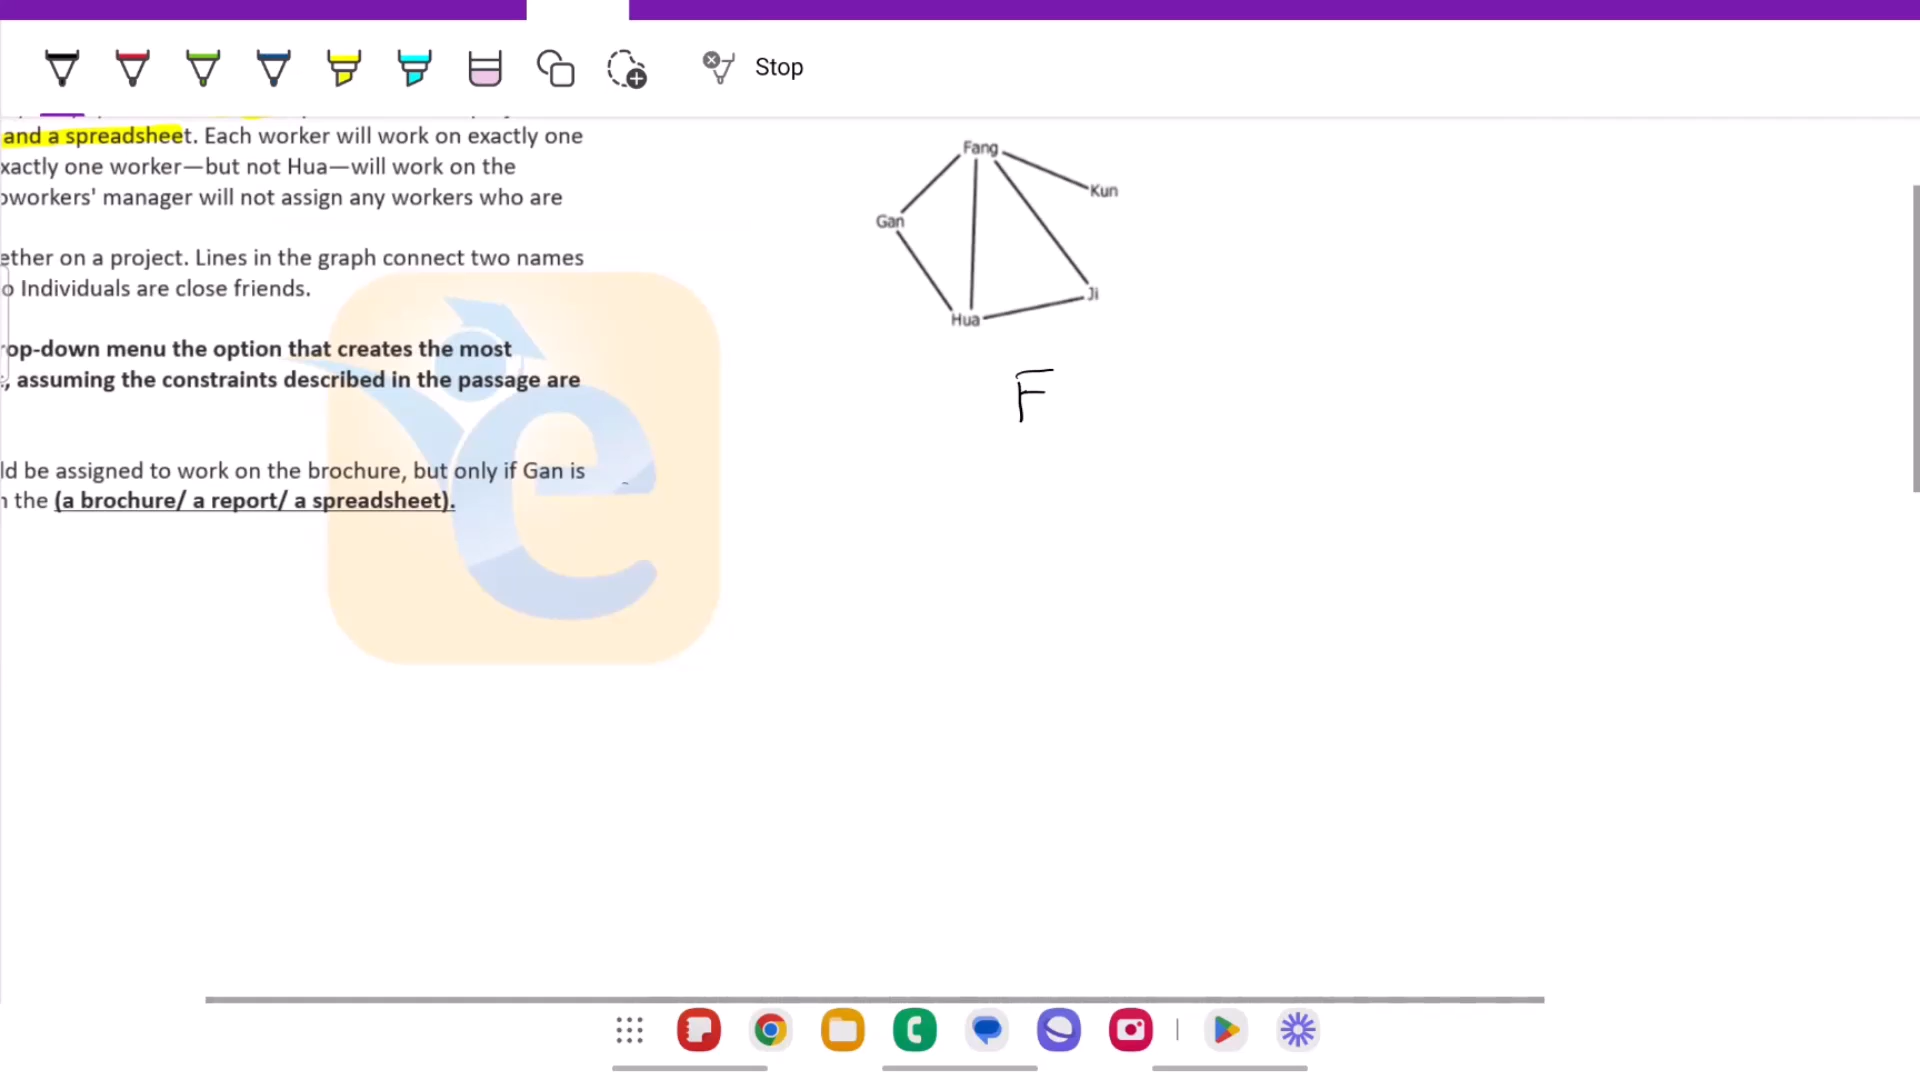 Stop
and a spreadsheet. Each worker will work on exactly one
xactly one worker—but not Hua—will work on the
oworkers' manager will not assign any workers who are
ether on a project. Lines in the graph connect two names
o Individuals are close friends.
rop-down menu the option that creates the most
, assuming the constraints described in the passage are
ld be assigned to work on the brochure, but only if Gan is
n the (a brochure/ a report/ a spreadsheet).
Fang
Kun
Gan
Ji
Hua
F